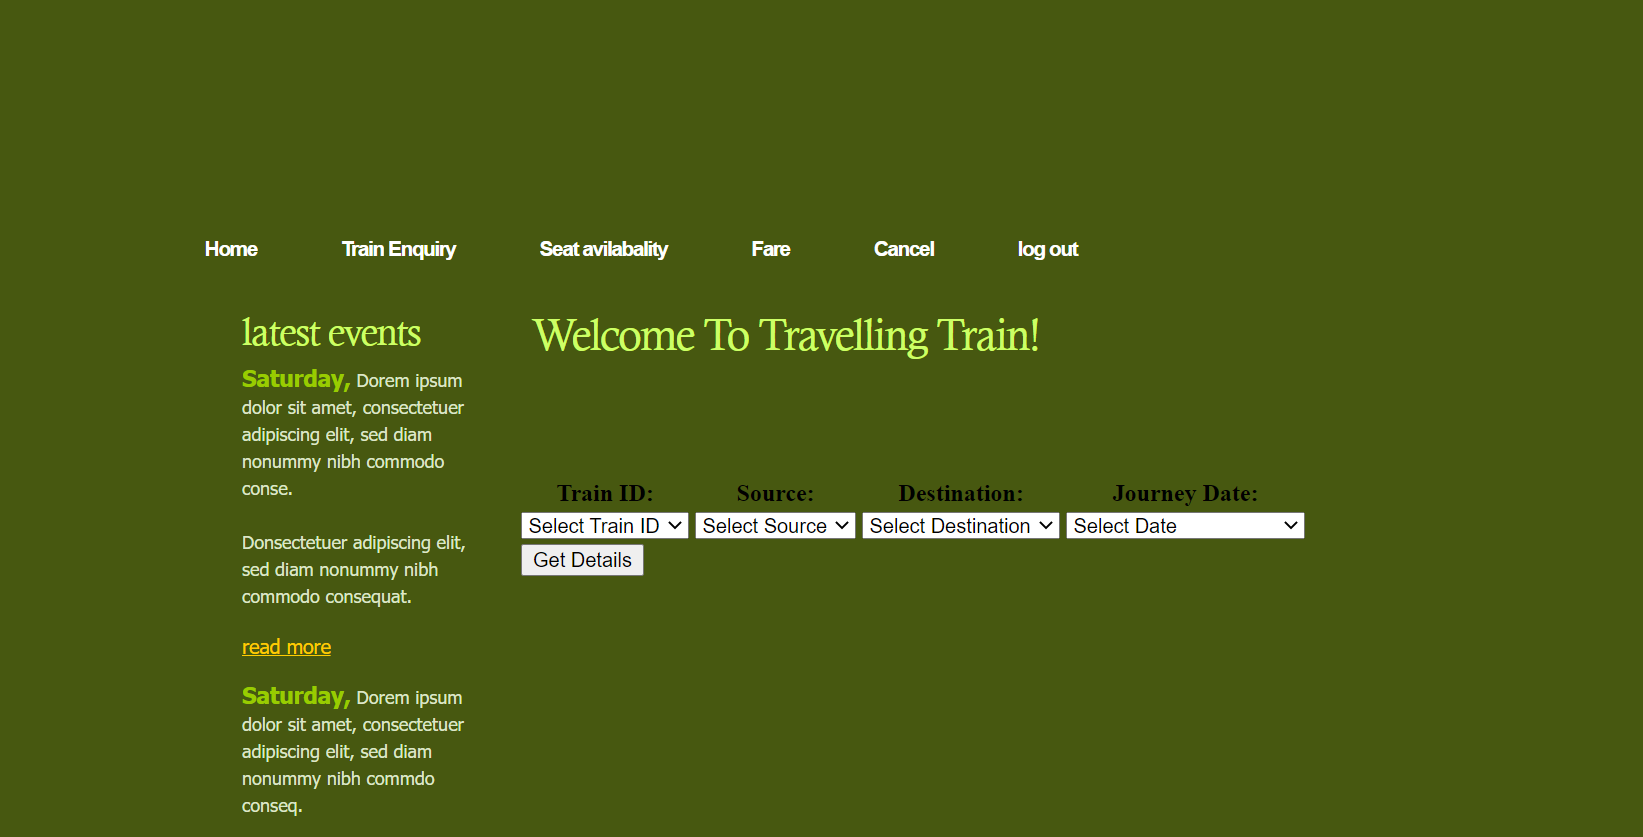 Home Train Enquiry Seat avilabality Fare Cancel log out
latest events
Saturday, Dorem ipsum
dolor sit amet, consectetuer
adipiscing elit, sed diam
nonummy nibh commodo
conse.
Donsectetuer adipiscing elit,
sed diam nonummy nibh
commodo consequat.
read more
Saturday, Dorem ipsum
dolor sit amet, consectetuer
adipiscing elit, sed diam
nonummy nibh commdo
conseq.
Welcome To Travelling Train!
Train ID: Source: Destination: Journey Date:
Select Train ID Select Source Select Destination Select Date
Get Details